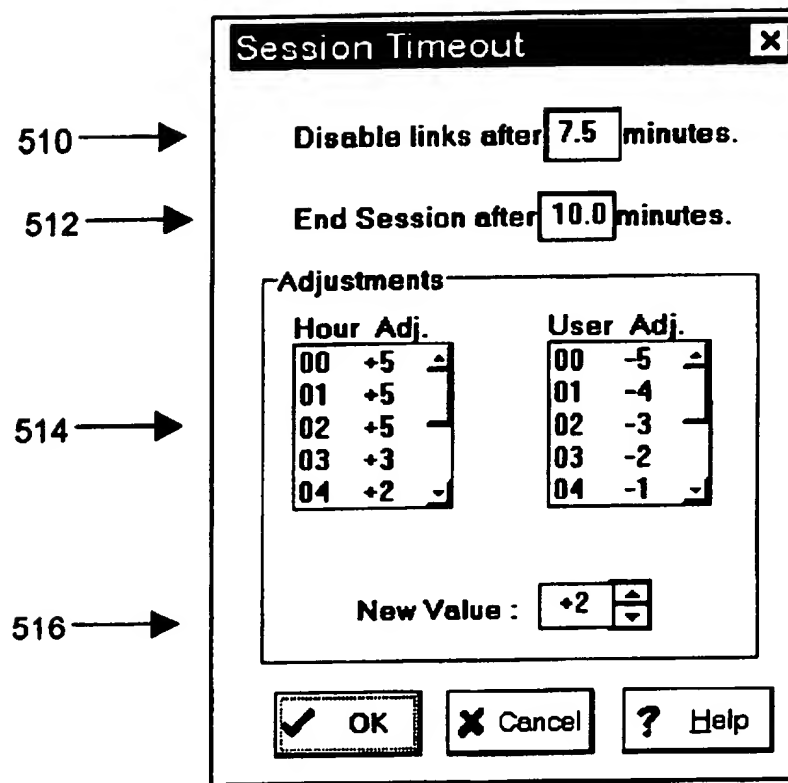 Session Timeout
510 Disable links after 7.5 minutes.
512 End Session after 10.0 minutes.
Adjustments
Hour Adj. User Adj.
00 +5 00 -5
01 +5 01 -4
514 02 +5 02 -3
03 +3 03 -2
04 +2 04 -1
516 New Value : +2
OK Cancel ? Help